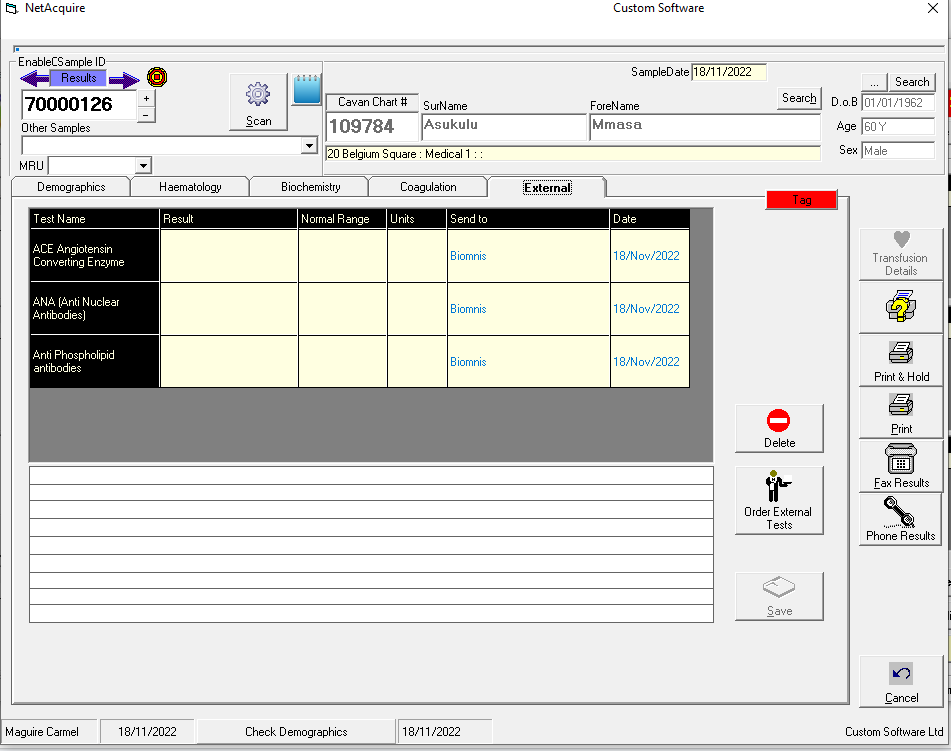 NetAcquire
Custom Software
EnableCSample ID
Results
70000126
+
-
Other Samples
MRU
Scan
Cavan Chart #
109784
SurName
Asukulu
ForeName
Mmasa
Search
SampleDate
18/11/2022
...
Search
D.o.B
01/01/1962
Age
60Y
Sex
Male
20 Belgium Square : Medical 1 : :
Demographics
Haematology
Biochemistry
Coagulation
External
Tag
Test Name
Result
Normal Range
Units
Send to
Date
ACE Angiotensin
Converting Enzyme
Biomnis
18/Nov/2022
ANA (Anti Nuclear
Antibodies)
Biomnis
18/Nov/2022
Anti Phospholipid
antibodies
Biomnis
18/Nov/2022
Delete
Order External
Tests
Save
Transfusion
Details
Print & Hold
Print
Fax Results
Phone Results
Cancel
Maguire Carmel
18/11/2022
Check Demographics
18/11/2022
Custom Software Ltd